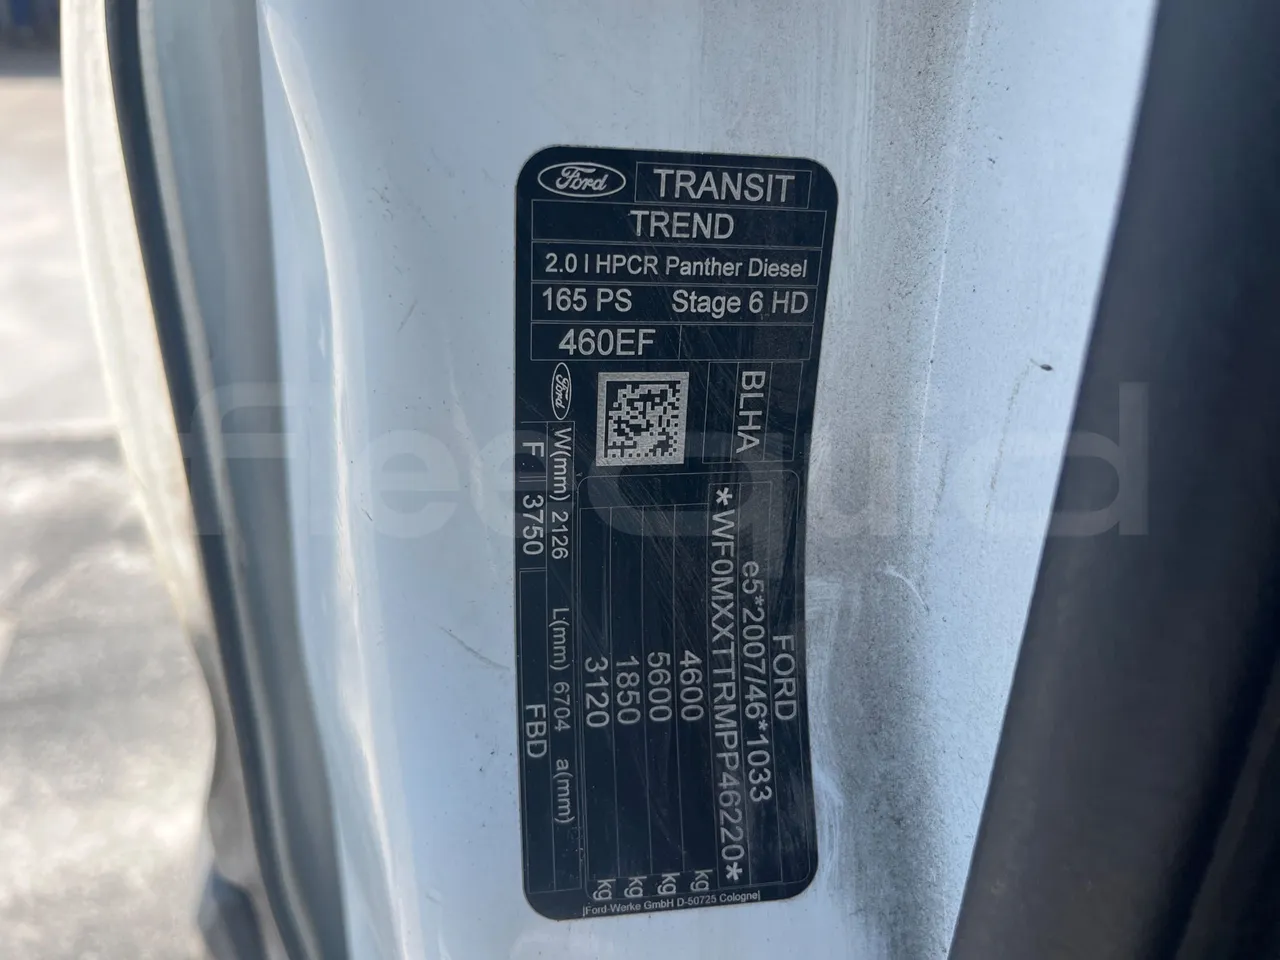 Ford TRANSIT
TREND
2.0 l HPCR Panther Diesel
165 PS Stage 6 HD
460EF
Ford
BLHA
FORD
e5*2007/46*1033
*WF0MXXTTRMPP46220*
4600 kg
5600 kg
1850 kg
3120 kg
W(mm) 2126 L(mm) 6704 a(mm)
F 3750 FBD
Ford-Werke GmbH D-50725 Cologne
fleequid